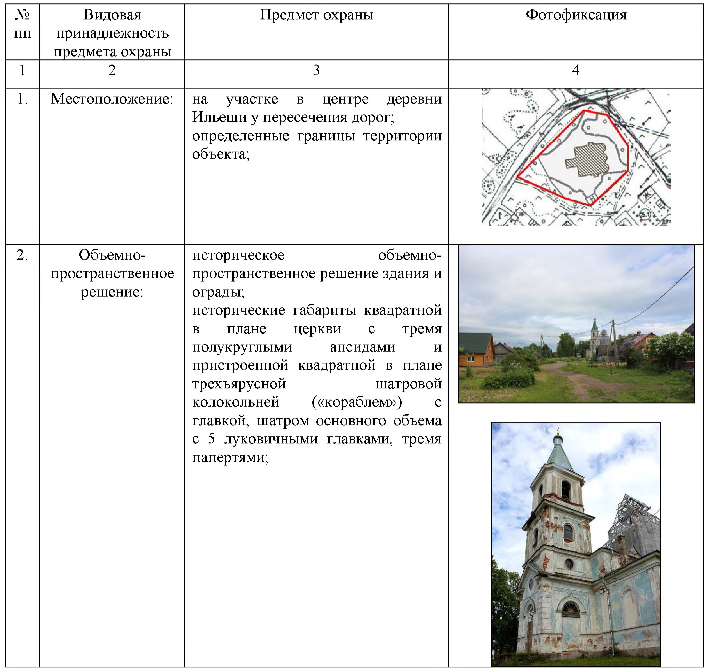 № пп
Видовая принадлежность предмета охраны
Предмет охраны
Фотофиксация
1
2
3
4
1.
Местоположение:
на участке в центре деревни
Ильеши у пересечения дорог;
определенные границы территории
объекта;
2.
Объемно-
пространственное
решение:
историческое объемно-
пространственное решение здания и
ограды;
исторические габариты квадратной
в плане церкви с тремя
полукруглыми апсидами и
пристроенной квадратной в плане
трехъярусной шатровой
колокольней («кораблем») с
главкой, шатром основного объема
с 5 луковичными главками, тремя
папертями;